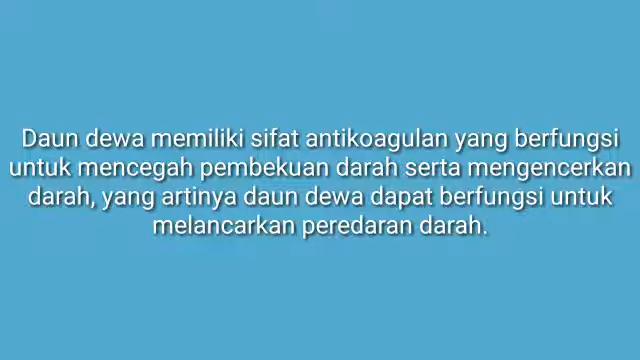 Daun dewa memiliki sifat antikoagulan yang berfungsi
untuk mencegah pembekuan darah serta mengencerkan
darah, yang artinya daun dewa dapat berfungsi untuk
melancarkan peredaran darah.